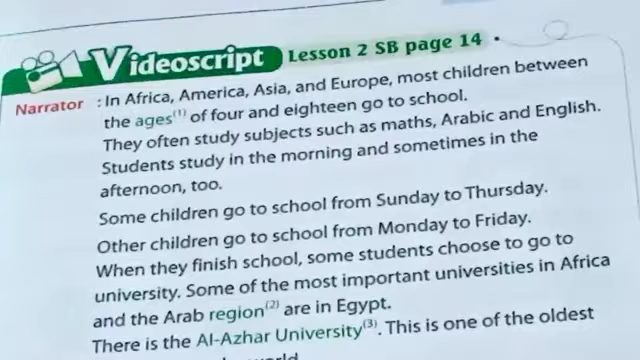 Videoscript Lesson 2 SB page 14
Narrator : In Africa, America, Asia, and Europe, most children between
the ages(1) of four and eighteen go to school.
They often study subjects such as maths, Arabic and English.
Students study in the morning and sometimes in the
afternoon, too.
Some children go to school from Sunday to Thursday.
Other children go to school from Monday to Friday.
When they finish school, some students choose to go to
university. Some of the most important universities in Africa
and the Arab region(2) are in Egypt.
There is the Al-Azhar University(3). This is one of the oldest
world